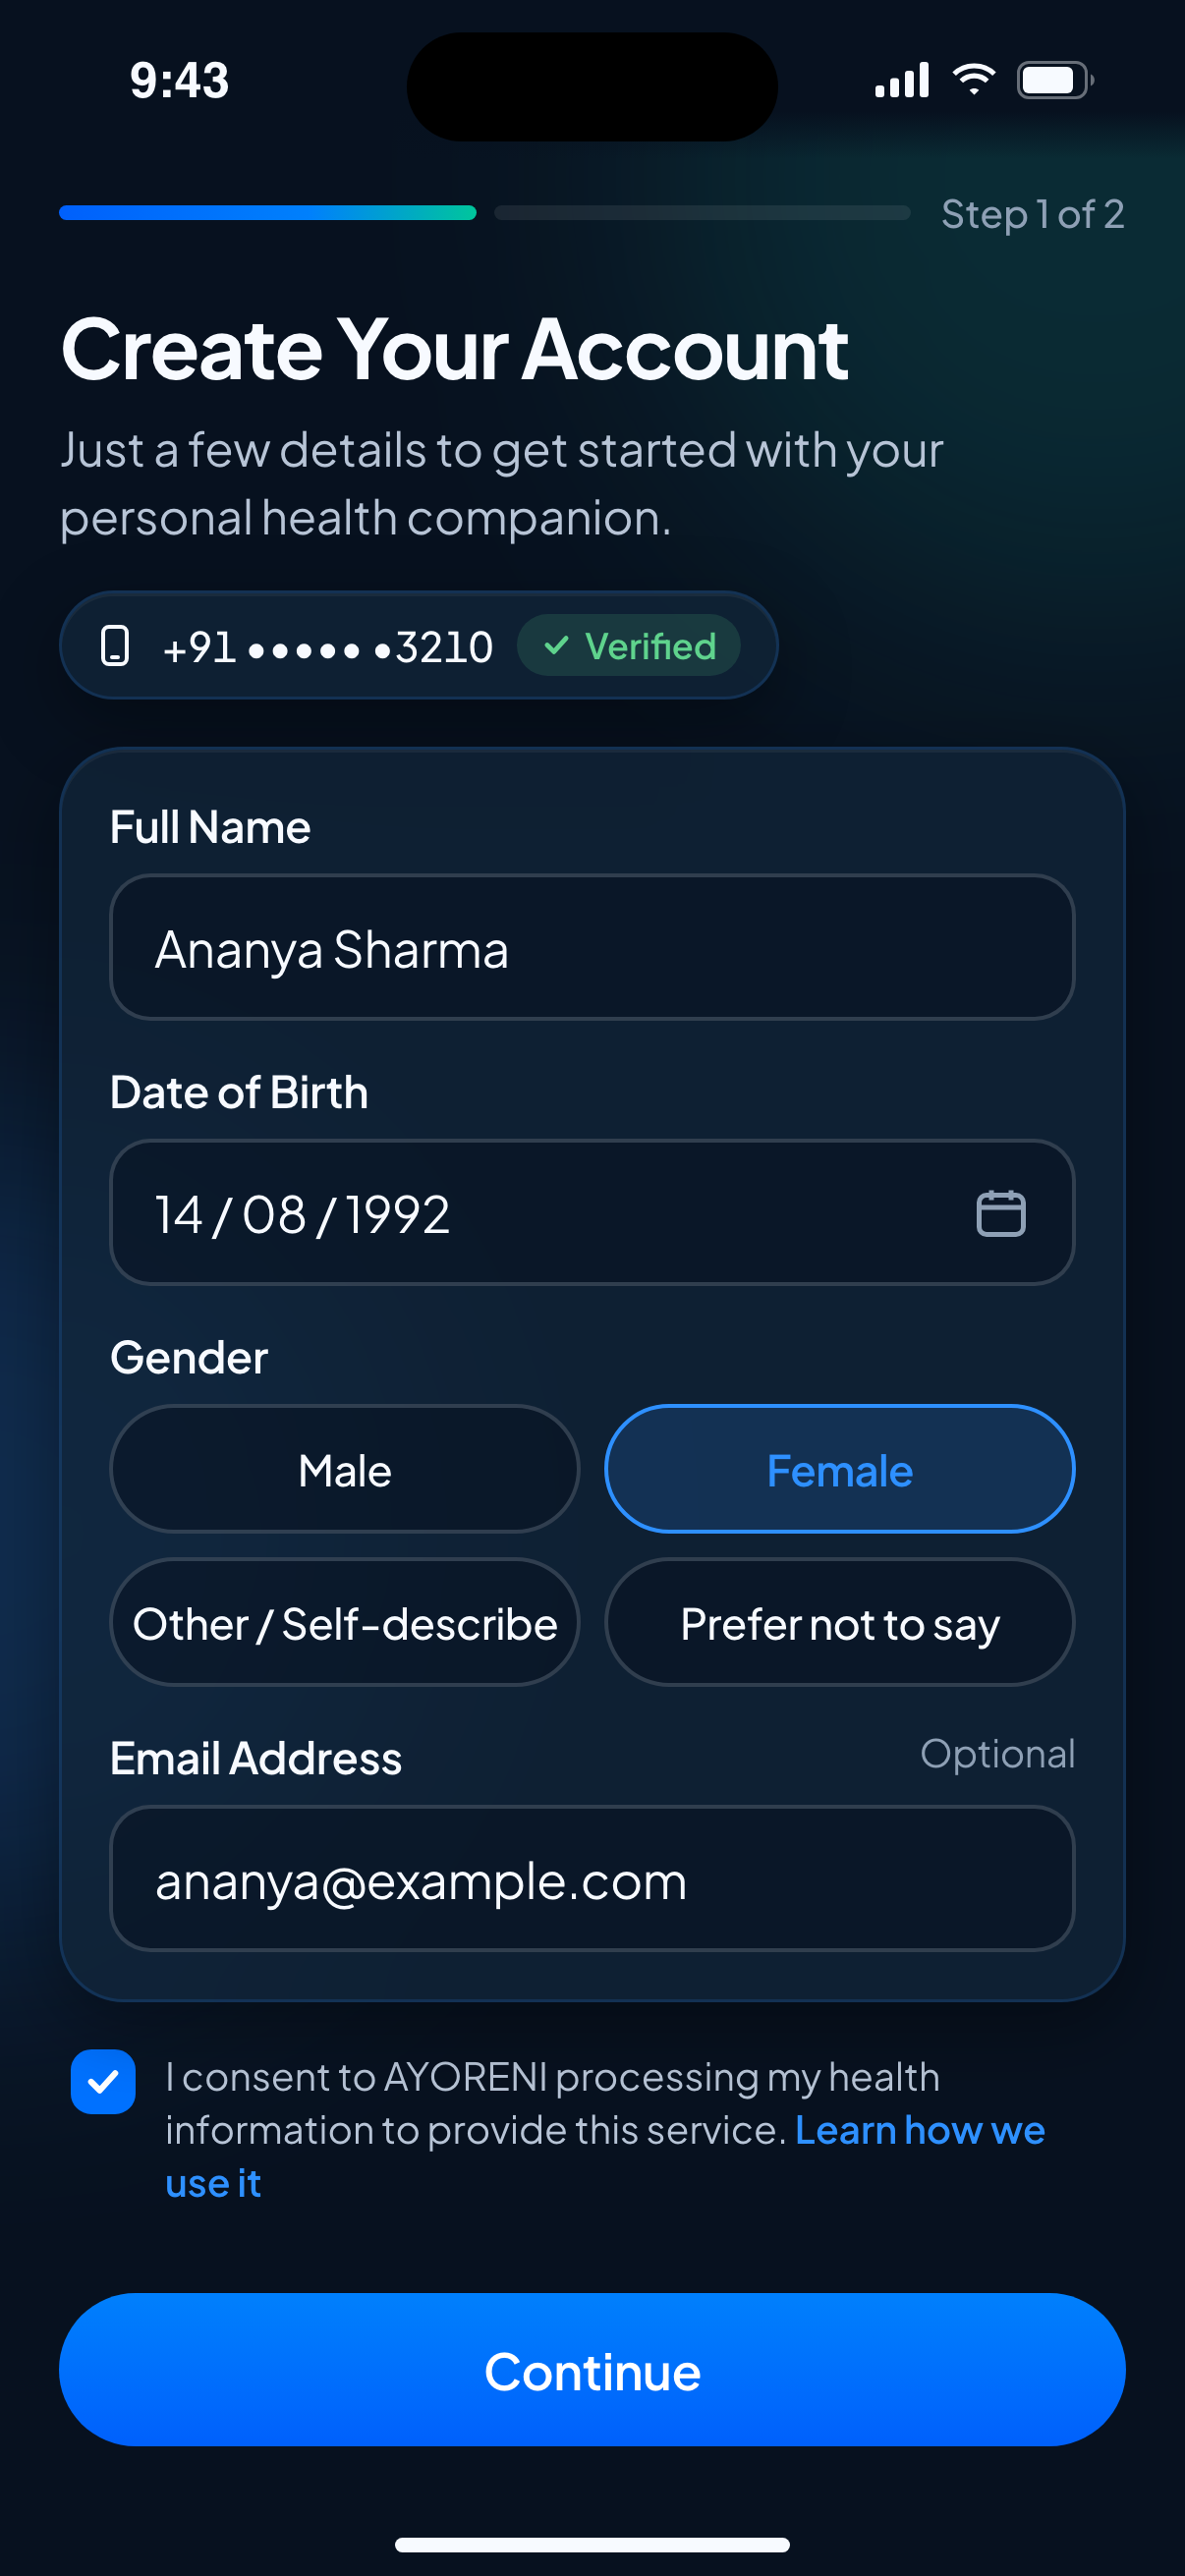 9:43
Step 1 of 2
Create Your Account
Just a few details to get started with your
personal health companion.
+91 ••••• •3210 Verified
Full Name
Ananya Sharma
Date of Birth
14 / 08 / 1992
Gender
Male Female
Other / Self-describe Prefer not to say
Email Address Optional
ananya@example.com
I consent to AYORENI processing my health
information to provide this service. Learn how we
use it
Continue